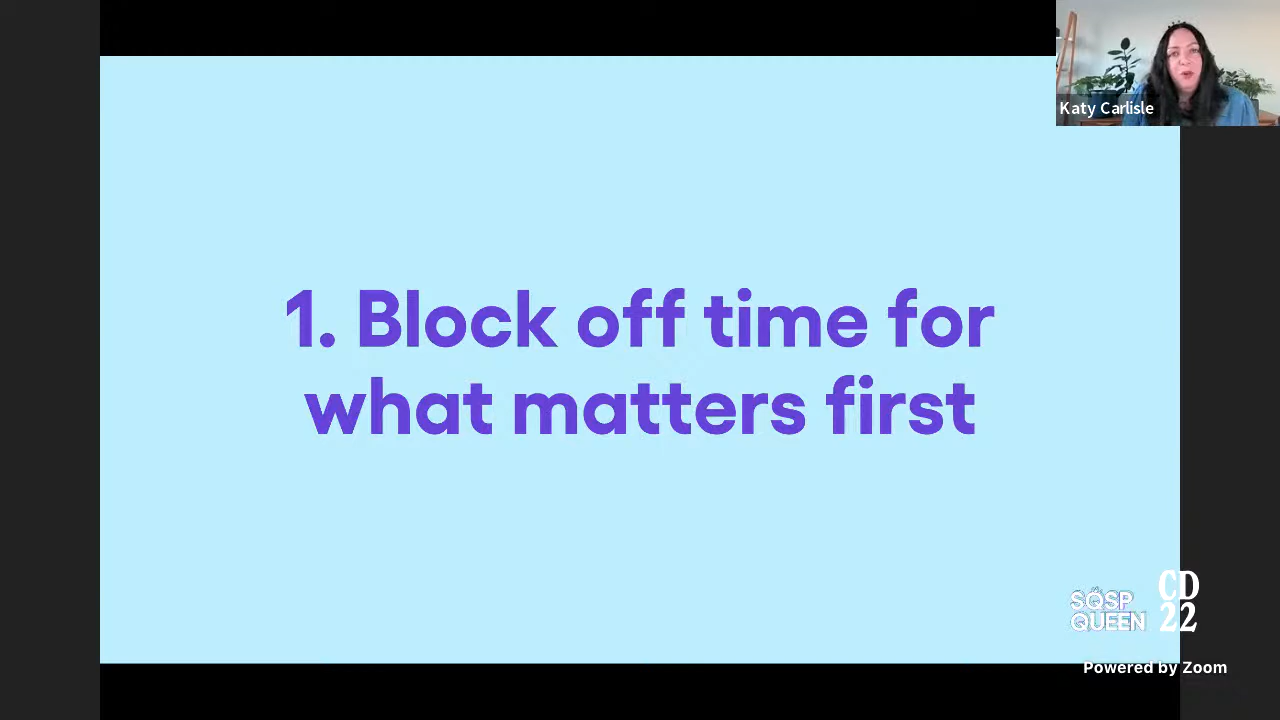 Katy Carlisle
1. Block off time for
what matters first
SQSP
QUEEN
CD
22
Powered by Zoom